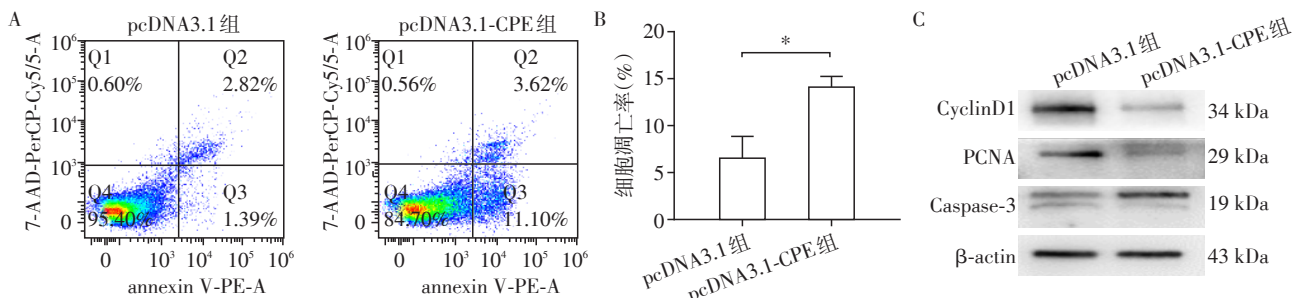 A
pcDNA3.1组
pcDNA3.1-CPE组
7-AAD-PerCP-Cy5/5-A
10⁶
10⁵
10⁴
10³
0
Q1
0.60%
Q2
2.82%
Q4
95.40%
Q3
1.39%
0 10³ 10⁴ 10⁵ 10⁶
annexin V-PE-A
7-AAD-PerCP-Cy5/5-A
10⁶
10⁵
10⁴
10³
0
Q1
0.56%
Q2
3.62%
Q4
84.70%
Q3
11.10%
0 10³ 10⁴ 10⁵ 10⁶
annexin V-PE-A
B
细胞凋亡率(%)
20
15
10
5
0
*
pcDNA3.1组
pcDNA3.1-CPE组
C
pcDNA3.1组
pcDNA3.1-CPE组
CyclinD1 34 kDa
PCNA 29 kDa
Caspase-3 19 kDa
β-actin 43 kDa